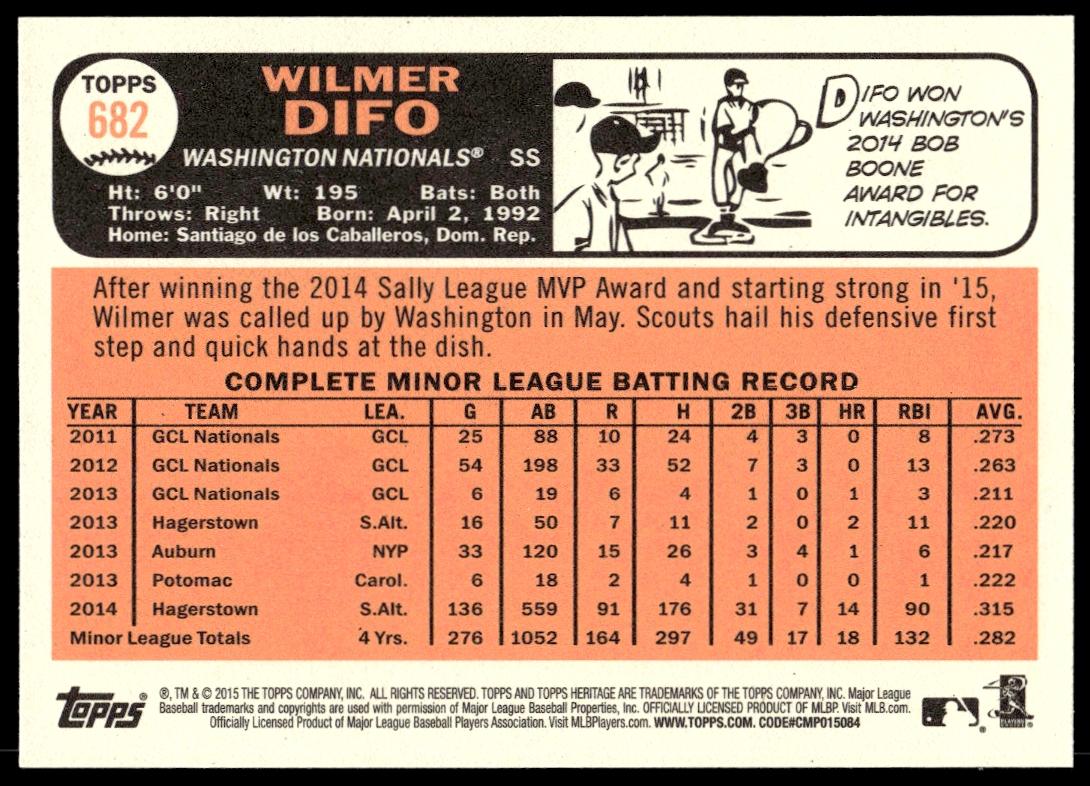 TOPPS
682
WILMER
DIFO
WASHINGTON NATIONALS® SS
Ht: 6'0" Wt: 195 Bats: Both
Throws: Right Born: April 2, 1992
Home: Santiago de los Caballeros, Dom. Rep.
DIFO WON
WASHINGTON'S
2014 BOB
BOONE
AWARD FOR
INTANGIBLES.
After winning the 2014 Sally League MVP Award and starting strong in '15,
Wilmer was called up by Washington in May. Scouts hail his defensive first
step and quick hands at the dish.
COMPLETE MINOR LEAGUE BATTING RECORD
YEAR TEAM LEA. G AB R H 2B 3B HR RBI AVG.
2011 GCL Nationals GCL 25 88 10 24 4 3 0 8 .273
2012 GCL Nationals GCL 54 198 33 52 7 3 0 13 .263
2013 GCL Nationals GCL 6 19 6 4 1 0 1 3 .211
2013 Hagerstown S.Alt. 16 50 7 11 2 0 2 11 .220
2013 Auburn NYP 33 120 15 26 3 4 1 6 .217
2013 Potomac Carol. 6 18 2 4 1 0 0 1 .222
2014 Hagerstown S.Alt. 136 559 91 176 31 7 14 90 .315
Minor League Totals 4 Yrs. 276 1052 164 297 49 17 18 132 .282
topps®
®, TM & © 2015 THE TOPPS COMPANY, INC. ALL RIGHTS RESERVED. TOPPS AND TOPPS HERITAGE ARE TRADEMARKS OF THE TOPPS COMPANY, INC. Major League
Baseball trademarks and copyrights are used with permission of Major League Baseball Properties, Inc. OFFICIALLY LICENSED PRODUCT OF MLBP. Visit MLB.com.
Officially Licensed Product of Major League Baseball Players Association. Visit MLBPlayers.com. WWW.TOPPS.COM. CODE#CMP015084